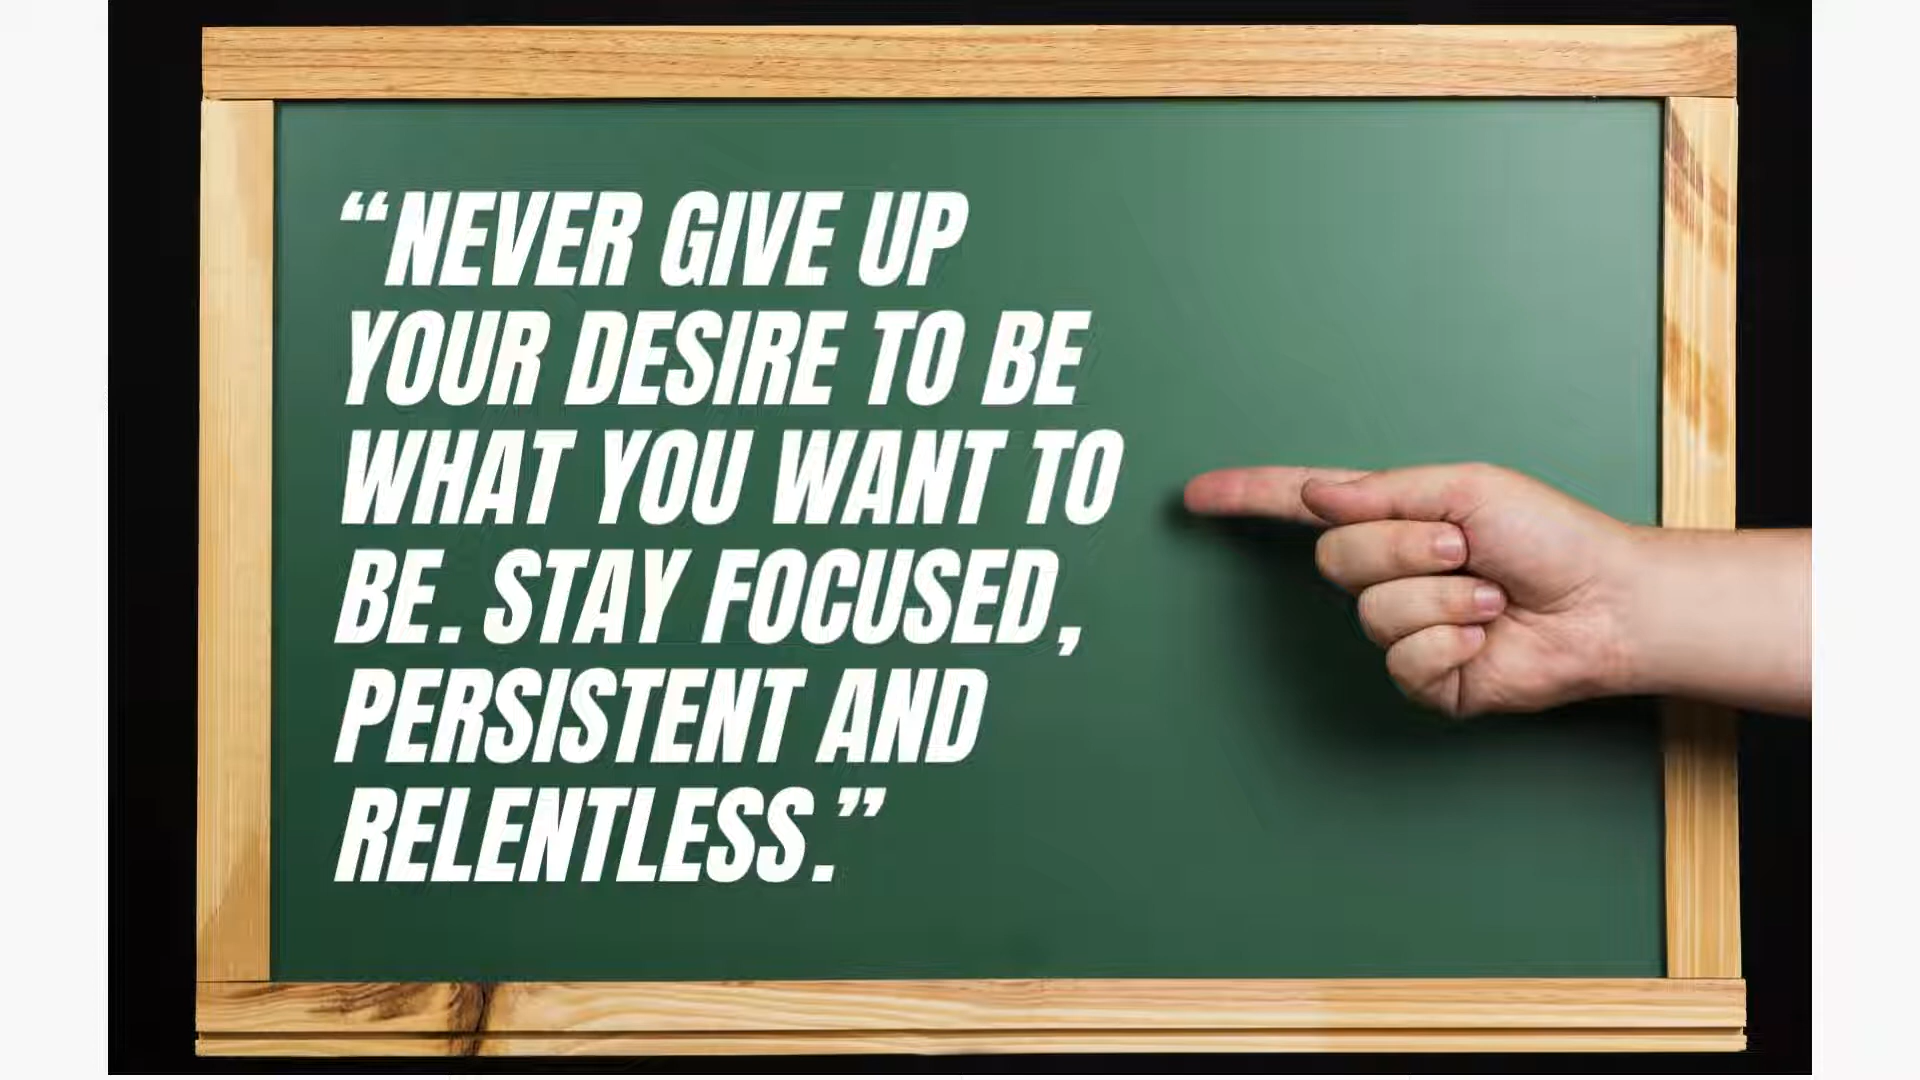 “NEVER GIVE UP
YOUR DESIRE TO BE
WHAT YOU WANT TO
BE. STAY FOCUSED,
PERSISTENT AND
RELENTLESS.”